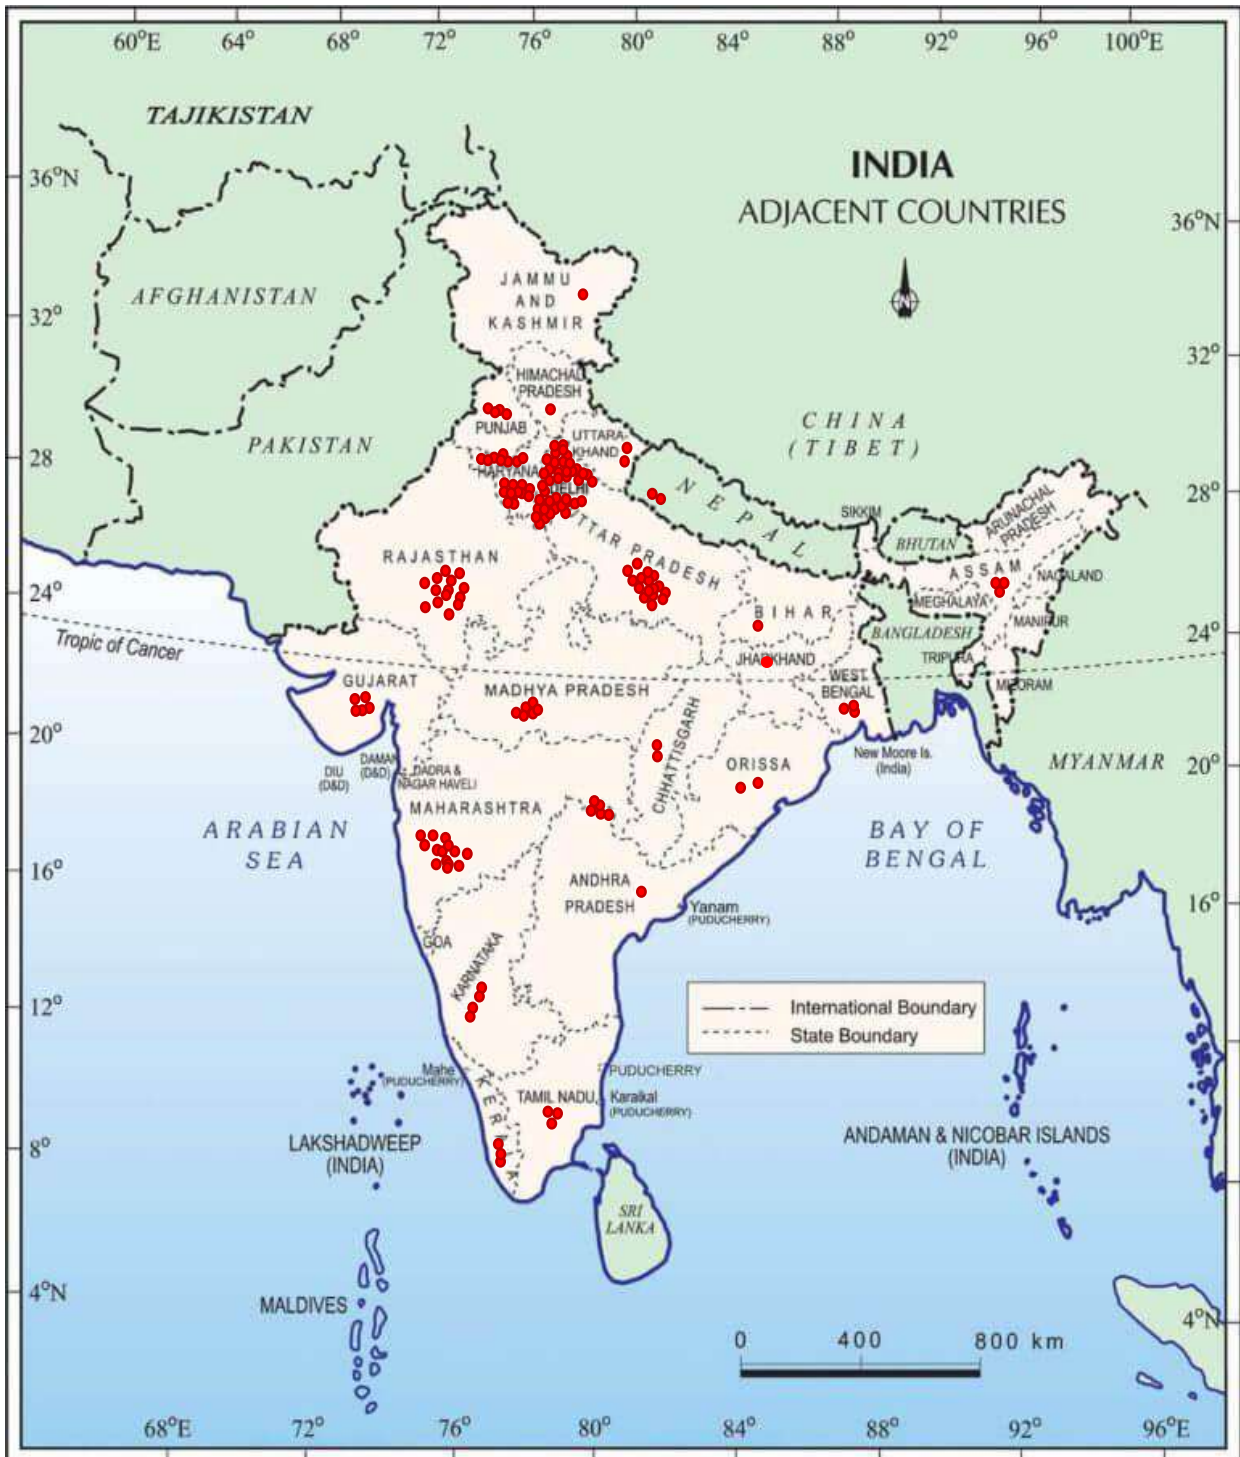 60°E 64° 68° 72° 76° 80° 84° 88° 92° 96° 100°E
TAJIKISTAN
INDIA
ADJACENT COUNTRIES
36°N
36°N
N
AFGHANISTAN
JAMMU
AND
KASHMIR
32°
32°
HIMACHAL
PRADESH
CHINA
(TIBET)
PAKISTAN
PUNJAB
UTTARA-
KHAND
28°
HARYANA
DELHI
28°
NEPAL
SIKKIM
BHUTAN
ARUNACHAL
PRADESH
RAJASTHAN
UTTAR PRADESH
ASSAM
NAGALAND
24°
MEGHALAYA
BIHAR
MANIPUR
24°
BANGLADESH
Tropic of Cancer
JHARKHAND
TRIPURA
GUJARAT
MADHYA PRADESH
WEST
BENGAL
MIZORAM
20°
DAMAN
(D&D)
DIU
(D&D)
DADRA &
NAGAR HAVELI
CHHATTISGARH
ORISSA
New Moore Is.
(India)
MYANMAR
20°
MAHARASHTRA
ARABIAN
SEA
BAY OF
BENGAL
16°
ANDHRA
PRADESH
Yanam
(PUDUCHERRY)
16°
GOA
KARNATAKA
12°
International Boundary
State Boundary
Mahe
(PUDUCHERRY)
PUDUCHERRY
KERALA
TAMIL NADU
Karaikal
(PUDUCHERRY)
8°
LAKSHADWEEP
(INDIA)
ANDAMAN & NICOBAR ISLANDS
(INDIA)
SRI
LANKA
4°N
MALDIVES
4°N
0 400 800 km
68°E 72° 76° 80° 84° 88° 92° 96°E